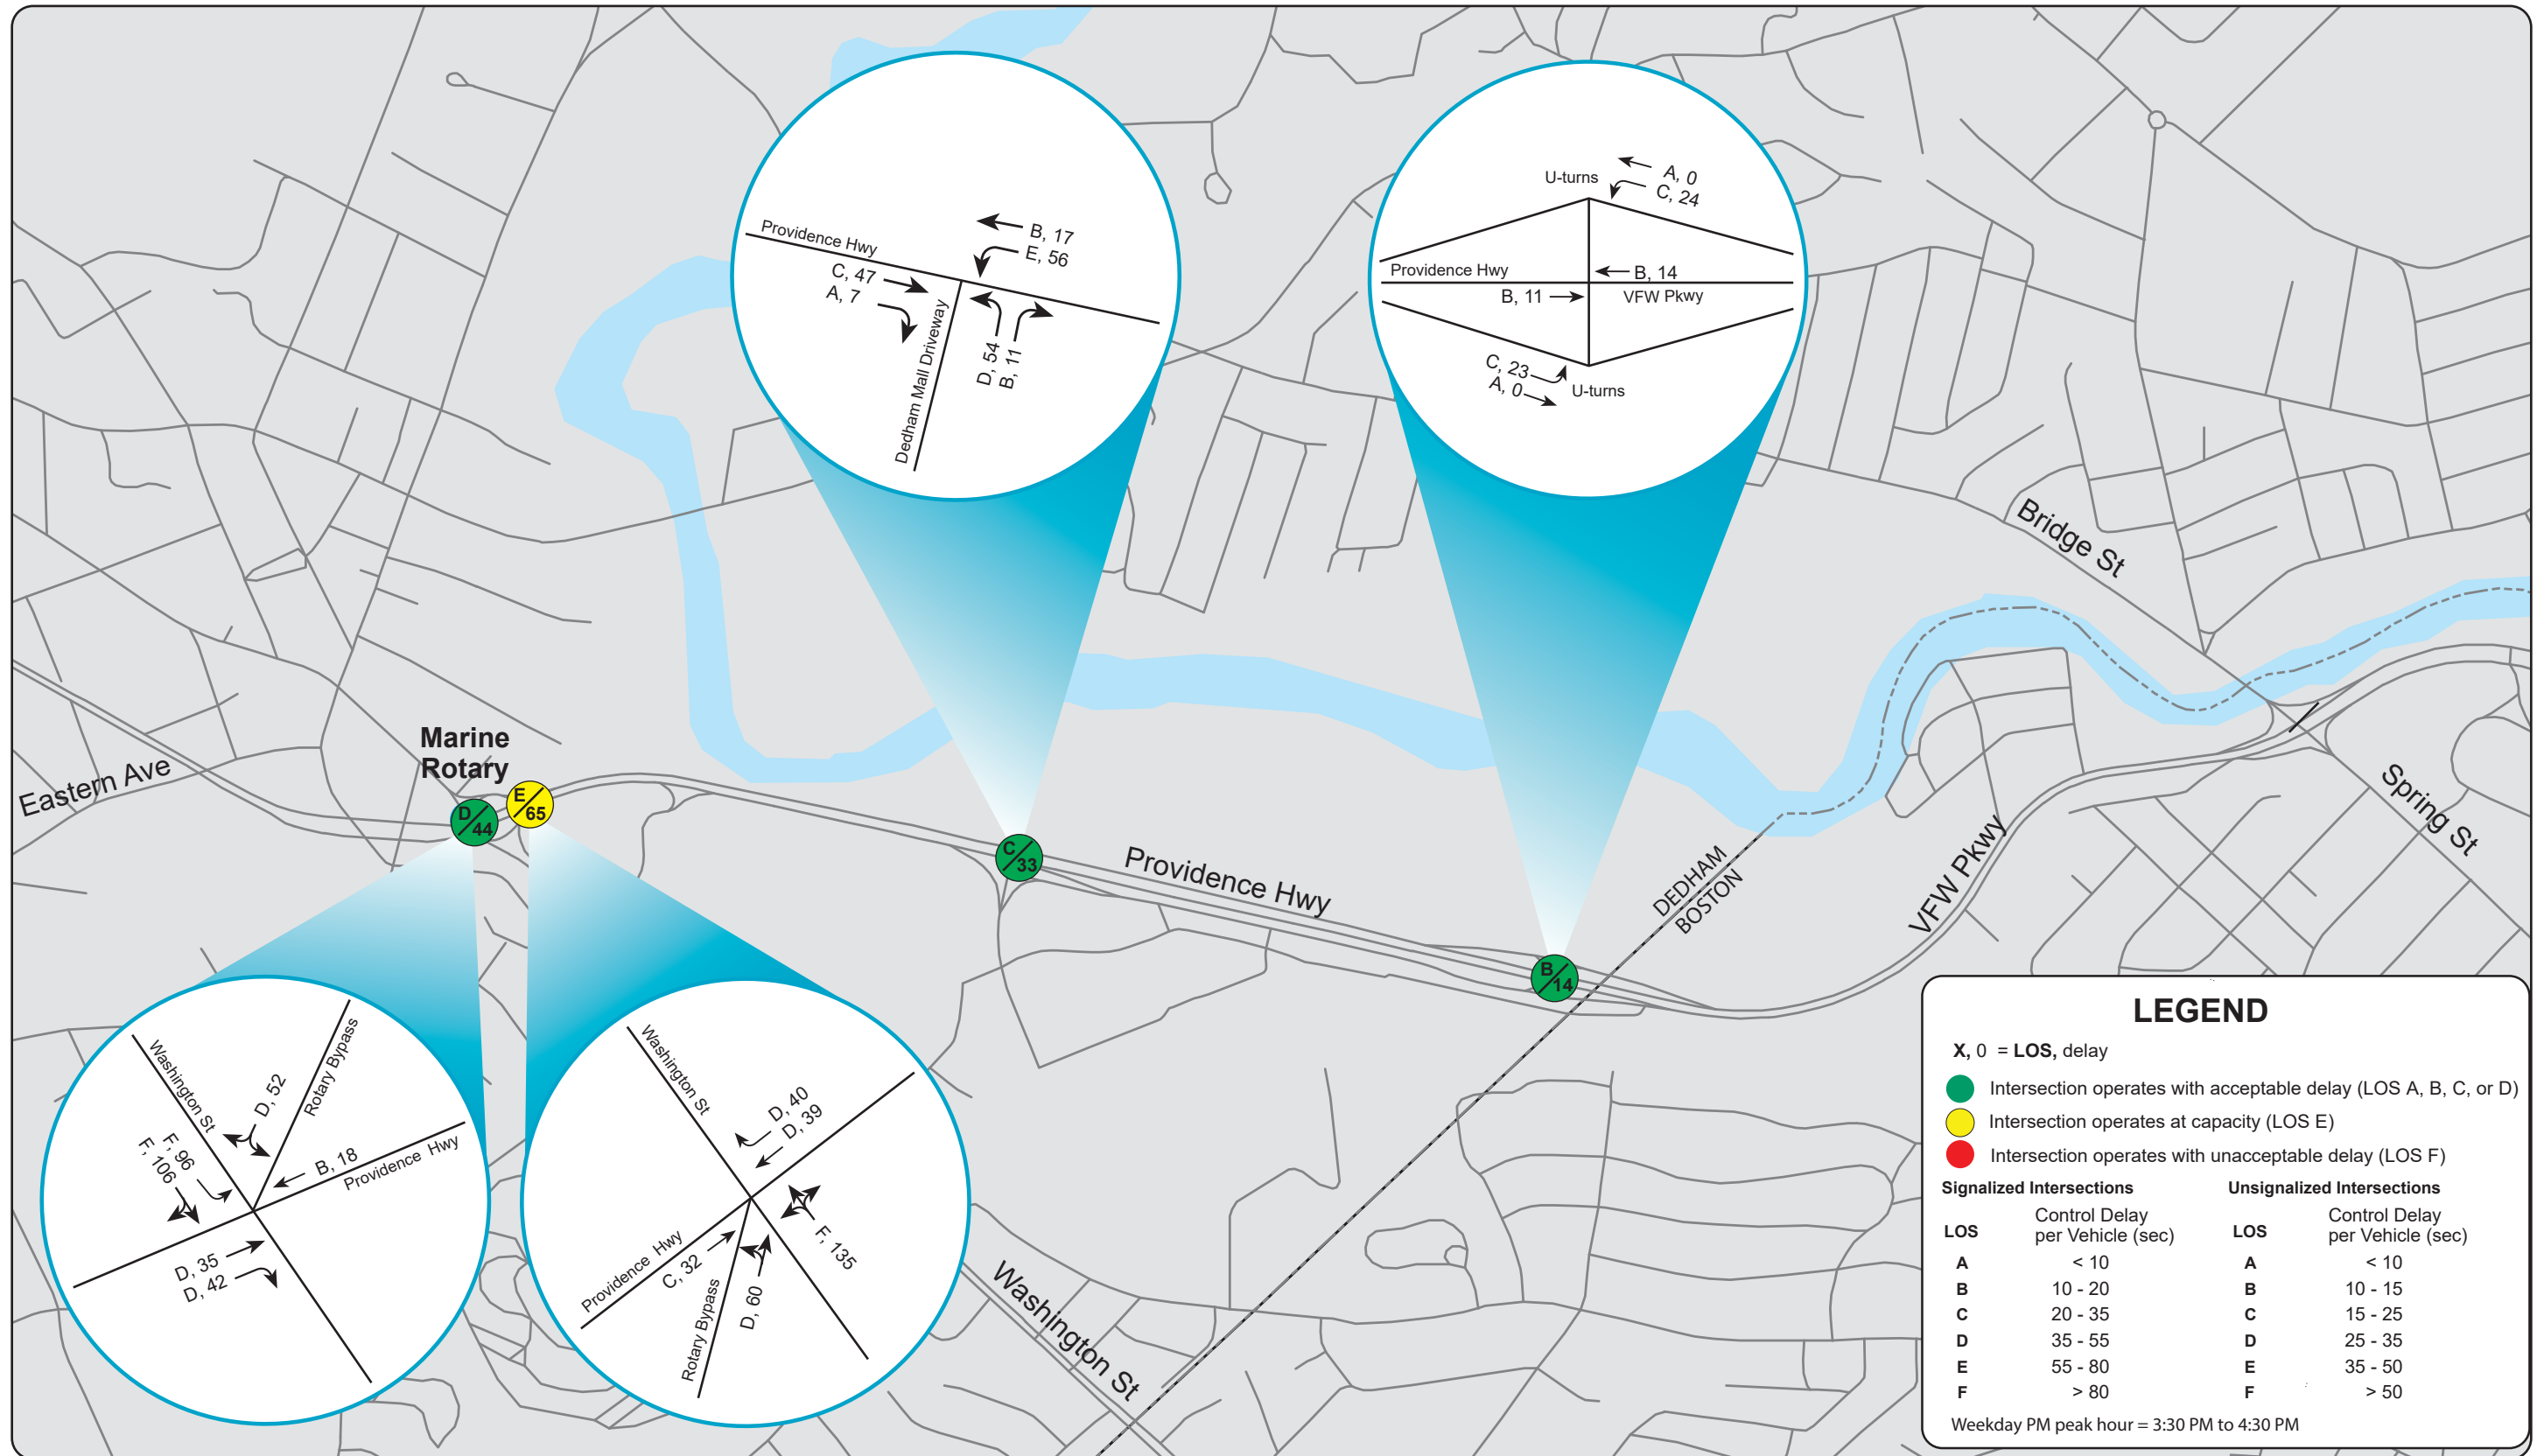 U-turns
A, 0
C, 24
Providence Hwy
B, 14
B, 11
VFW Pkwy
C, 23
A, 0
U-turns
Providence Hwy
B, 17
E, 56
C, 47
A, 7
D, 54
B, 11
Dedham Mall Driveway
Bridge St
Marine
Rotary
Eastern Ave
D/44
E/65
C/33
B/14
Providence Hwy
DEDHAM
BOSTON
VFW Pkwy
Spring St
Washington St
Washington St
Rotary Bypass
D, 52
F, 96
F, 106
B, 18
Providence Hwy
D, 35
D, 42
Washington St
D, 40
D, 39
F, 135
Providence Hwy
C, 32
Rotary Bypass
D, 60
LEGEND
X, 0 = LOS, delay
Intersection operates with acceptable delay (LOS A, B, C, or D)
Intersection operates at capacity (LOS E)
Intersection operates with unacceptable delay (LOS F)
Signalized Intersections
LOS Control Delay
per Vehicle (sec)
A < 10
B 10 - 20
C 20 - 35
D 35 - 55
E 55 - 80
F > 80
Unsignalized Intersections
LOS Control Delay
per Vehicle (sec)
A < 10
B 10 - 15
C 15 - 25
D 25 - 35
E 35 - 50
F > 50
Weekday PM peak hour = 3:30 PM to 4:30 PM